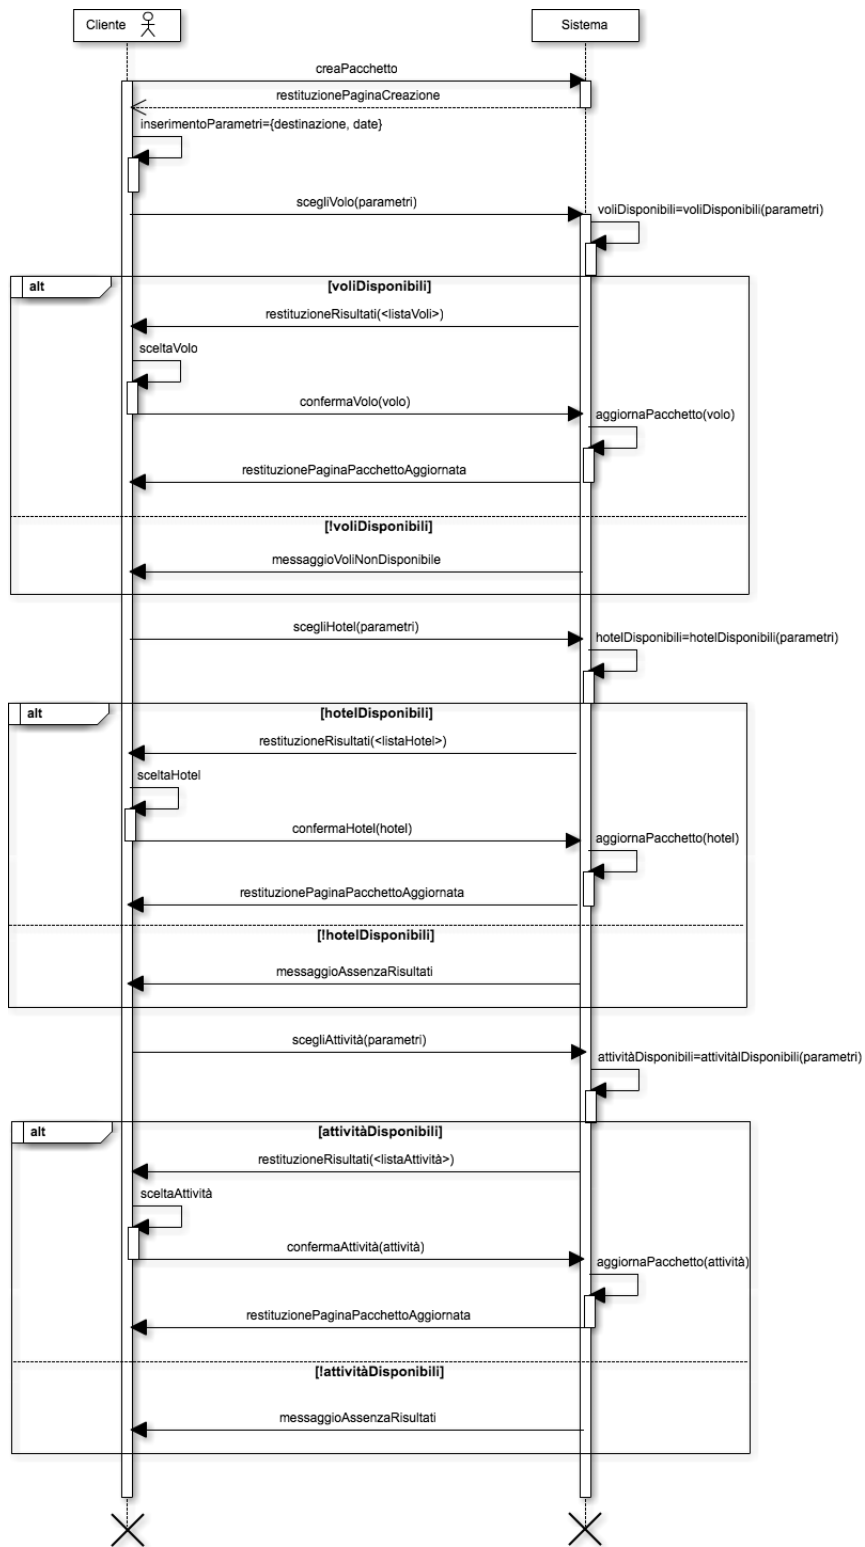 Cliente
Sistema
creaPacchetto
restituzionePaginaCreazione
inserimentoParametri={destinazione, date}
scegliVolo(parametri)
voliDisponibili=voliDisponibili(parametri)
alt
[voliDisponibili]
restituzioneRisultati(<listaVoli>)
sceltaVolo
confermaVolo(volo)
aggiornaPacchetto(volo)
restituzionePaginaPacchettoAggiornata
[!voliDisponibili]
messaggioVoliNonDisponibile
scegliHotel(parametri)
hotelDisponibili=hotelDisponibili(parametri)
alt
[hotelDisponibili]
restituzioneRisultati(<listaHotel>)
sceltaHotel
confermaHotel(hotel)
aggiornaPacchetto(hotel)
restituzionePaginaPacchettoAggiornata
[!hotelDisponibili]
messaggioAssenzaRisultati
scegliAttività(parametri)
attivitàDisponibili=attivitàlDisponibili(parametri)
alt
[attivitàDisponibili]
restituzioneRisultati(<listaAttività>)
sceltaAttività
confermaAttività(attività)
aggiornaPacchetto(attività)
restituzionePaginaPacchettoAggiornata
[!attivitàDisponibili]
messaggioAssenzaRisultati